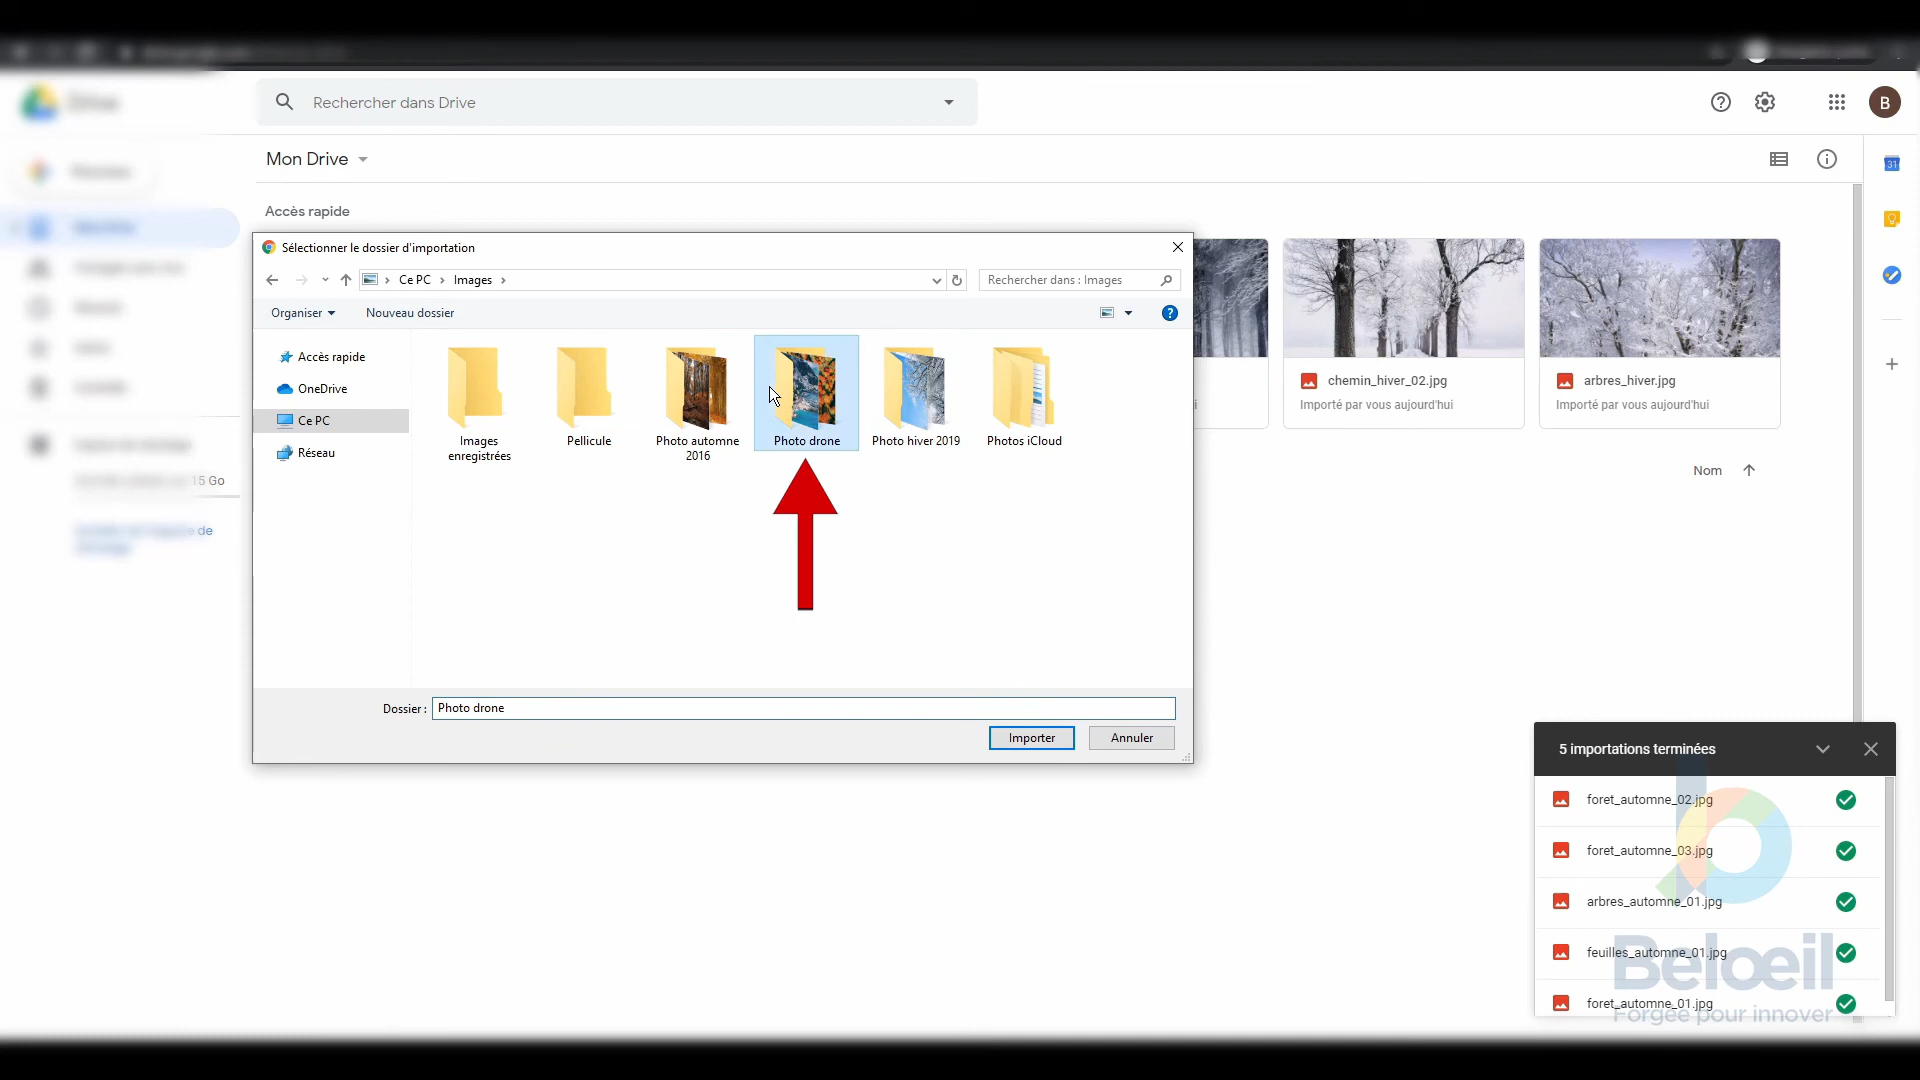 Rechercher dans Drive
B
Mon Drive
Accès rapide
31
Sélectionner le dossier d'importation
Ce PC
Images
Rechercher dans : Images
Organiser
Nouveau dossier
?
Accès rapide
OneDrive
Ce PC
Réseau
Images
enregistrées
Pellicule
Photo automne
2016
Photo drone
Photo hiver 2019
Photos iCloud
Dossier :
Photo drone
Importer
Annuler
chemin_hiver_02.jpg
Importé par vous aujourd'hui
arbres_hiver.jpg
Importé par vous aujourd'hui
Nom
15 Go
de
5 importations terminées
foret_automne_02.jpg
foret_automne_03.jpg
arbres_automne_01.jpg
feuilles_automne_01.jpg
foret_automne_01.jpg
Belœil
Forgée pour innover